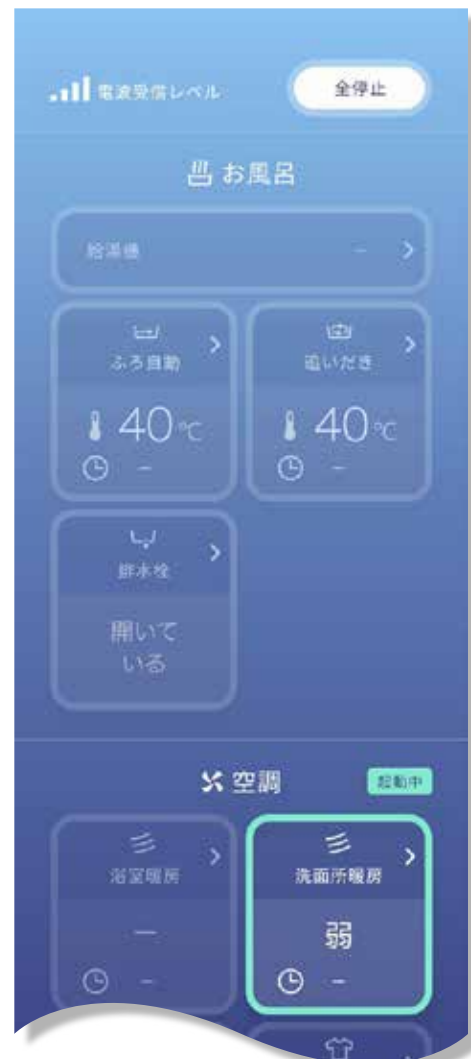 電波受信レベル
全停止
お風呂
給湯機 –
ふろ自動
40℃
–
追いだき
40℃
–
排水栓
開いて
いる
空調
起動中
浴室暖房
–
–
洗面所暖房
弱
–